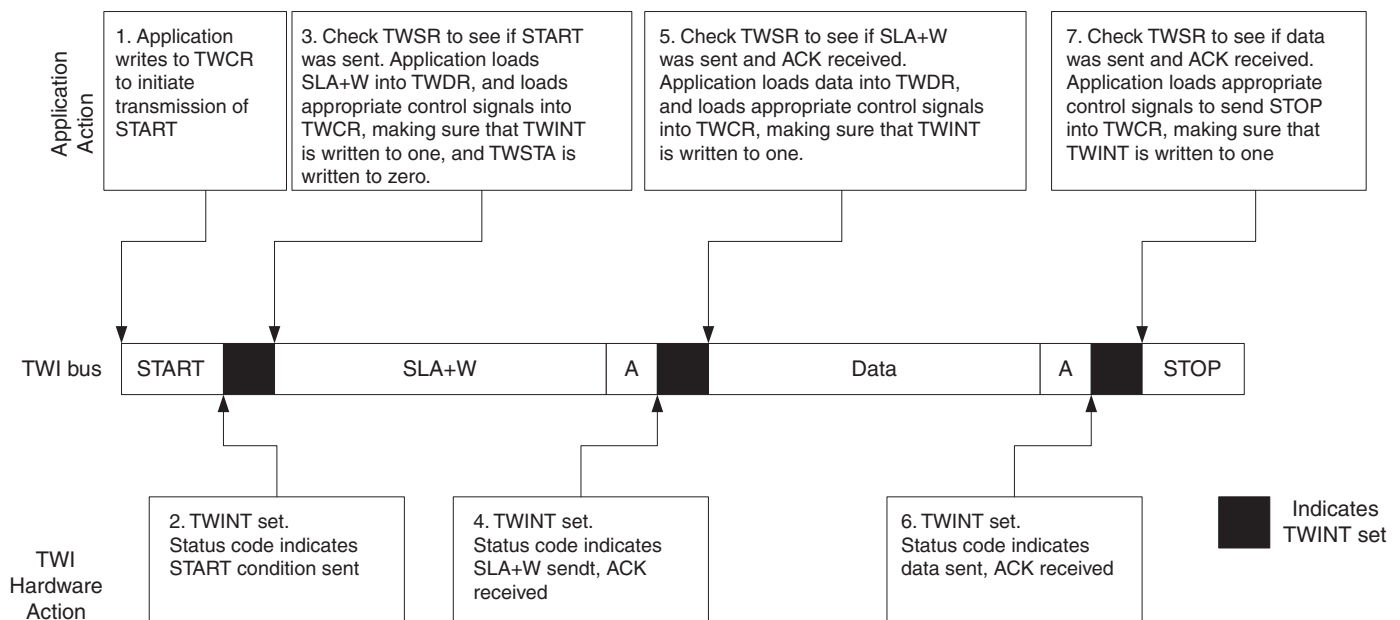 Application
Action
1. Application
writes to TWCR
to initiate
transmission of
START
3. Check TWSR to see if START
was sent. Application loads
SLA+W into TWDR, and loads
appropriate control signals into
TWCR, making sure that TWINT
is written to one, and TWSTA is
written to zero.
5. Check TWSR to see if SLA+W
was sent and ACK received.
Application loads data into TWDR,
and loads appropriate control signals
into TWCR, making sure that TWINT
is written to one.
7. Check TWSR to see if data
was sent and ACK received.
Application loads appropriate
control signals to send STOP
into TWCR, making sure that
TWINT is written to one
TWI bus
START
SLA+W
A
Data
A
STOP
TWI
Hardware
Action
2. TWINT set.
Status code indicates
START condition sent
4. TWINT set.
Status code indicates
SLA+W sendt, ACK
received
6. TWINT set.
Status code indicates
data sent, ACK received
Indicates
TWINT set